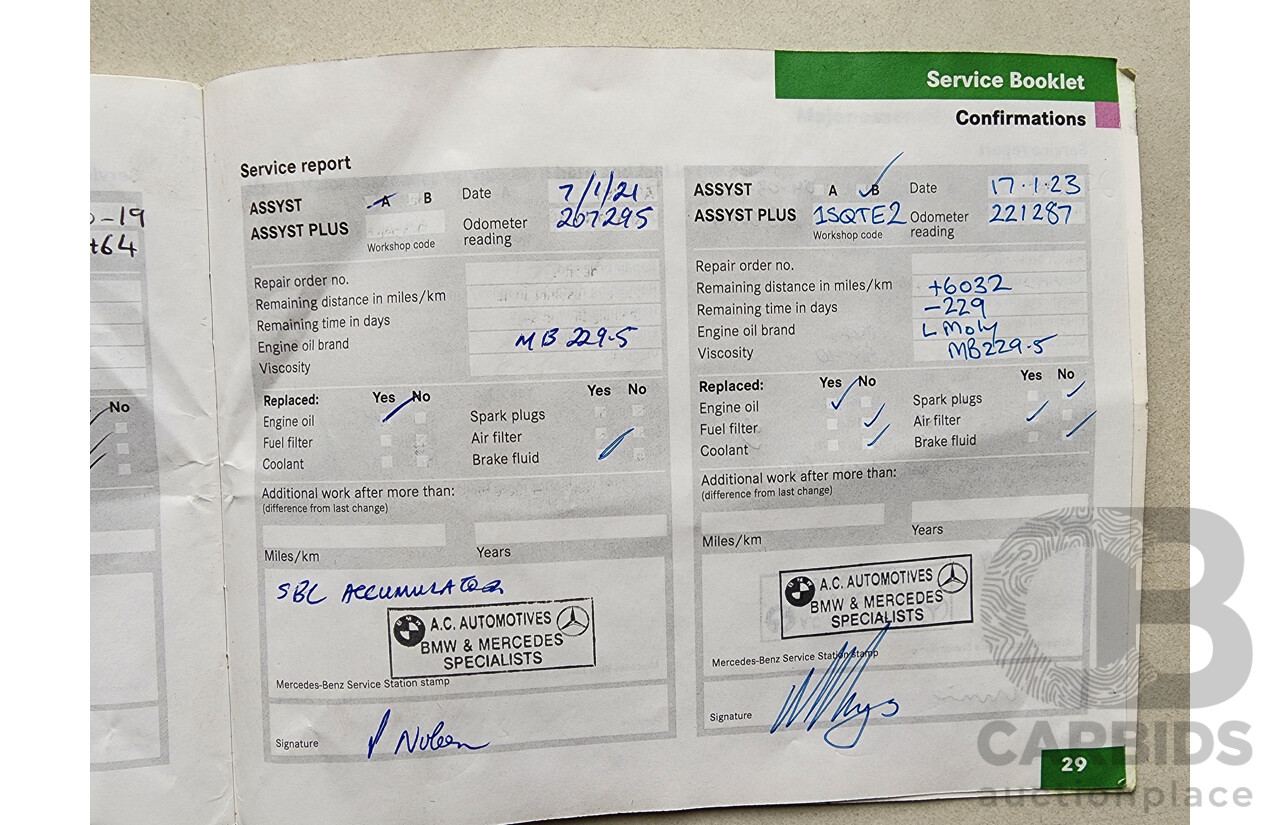 Service Booklet
Confirmations
0-19
t64
No
Service report
ASSYST A B Date 7/1/21
ASSYST PLUS Odometer reading 207295
Workshop code
Repair order no.
Remaining distance in miles/km
Remaining time in days
Engine oil brand MB 229.5
Viscosity
Replaced: Yes No Yes No
Engine oil Spark plugs
Fuel filter Air filter
Coolant Brake fluid
Additional work after more than:
(difference from last change)
Miles/km Years
SBC ACCUMULATOR
A.C. AUTOMOTIVES
BMW & MERCEDES
SPECIALISTS
Mercedes-Benz Service Station stamp
Signature
ASSYST A B Date 17.1.23
ASSYST PLUS 1SQTE2 Odometer reading 221287
Workshop code
Repair order no.
Remaining distance in miles/km +6032
Remaining time in days -229
Engine oil brand L Moly
Viscosity MB229.5
Replaced: Yes No Yes No
Engine oil Spark plugs
Fuel filter Air filter
Coolant Brake fluid
Additional work after more than:
(difference from last change)
Miles/km Years
A.C. AUTOMOTIVES
BMW & MERCEDES
SPECIALISTS
Mercedes-Benz Service Station stamp
Signature
29
CARBIDS
auctionplace